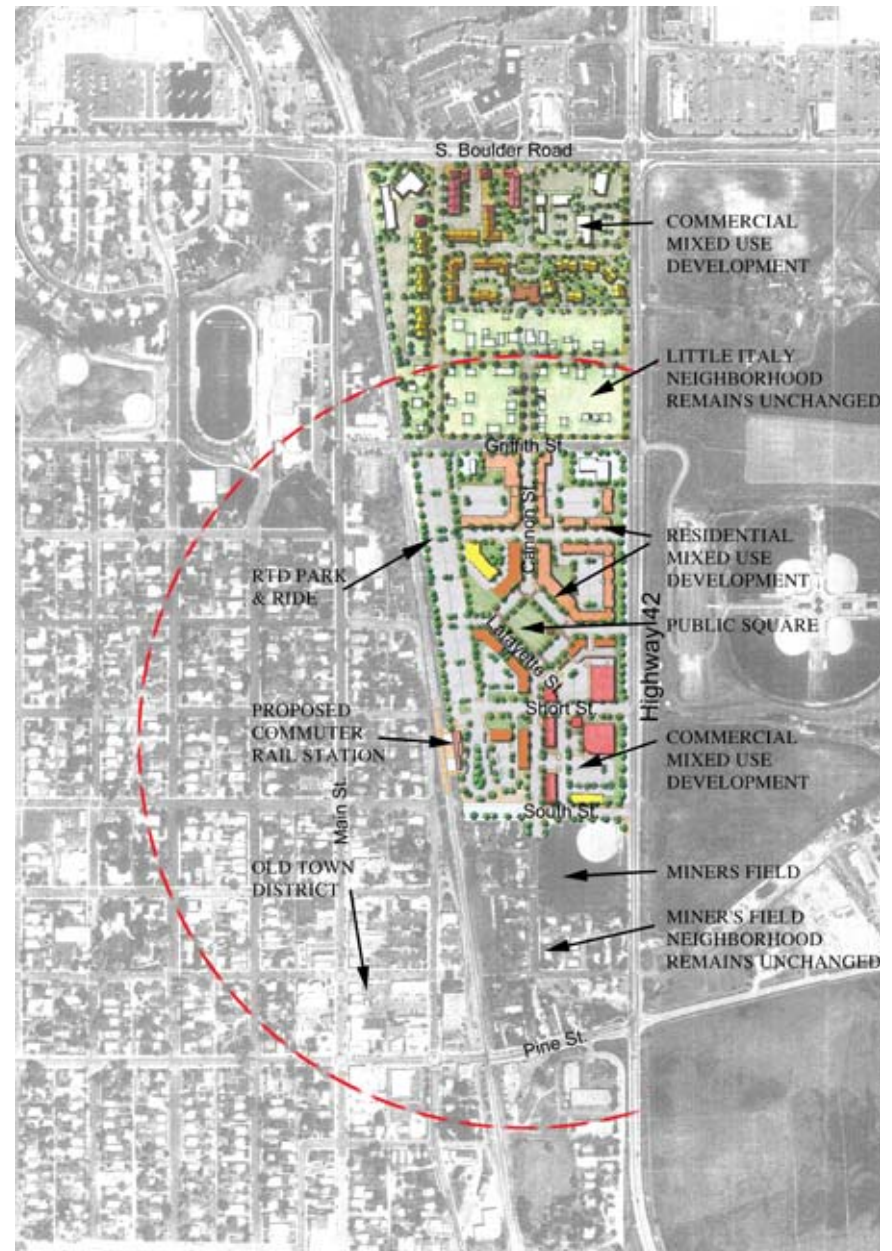 S. Boulder Road
COMMERCIAL
MIXED USE
DEVELOPMENT
LITTLE ITALY
NEIGHBORHOOD
REMAINS UNCHANGED
Griffith St.
Cannon St.
RESIDENTIAL
MIXED USE
DEVELOPMENT
RTD PARK
& RIDE
PUBLIC SQUARE
Highway 42
Lafayette St.
Short St.
PROPOSED
COMMUTER
RAIL STATION
COMMERCIAL
MIXED USE
DEVELOPMENT
Main St.
South St.
OLD TOWN
DISTRICT
MINERS FIELD
MINER'S FIELD
NEIGHBORHOOD
REMAINS UNCHANGED
Pine St.